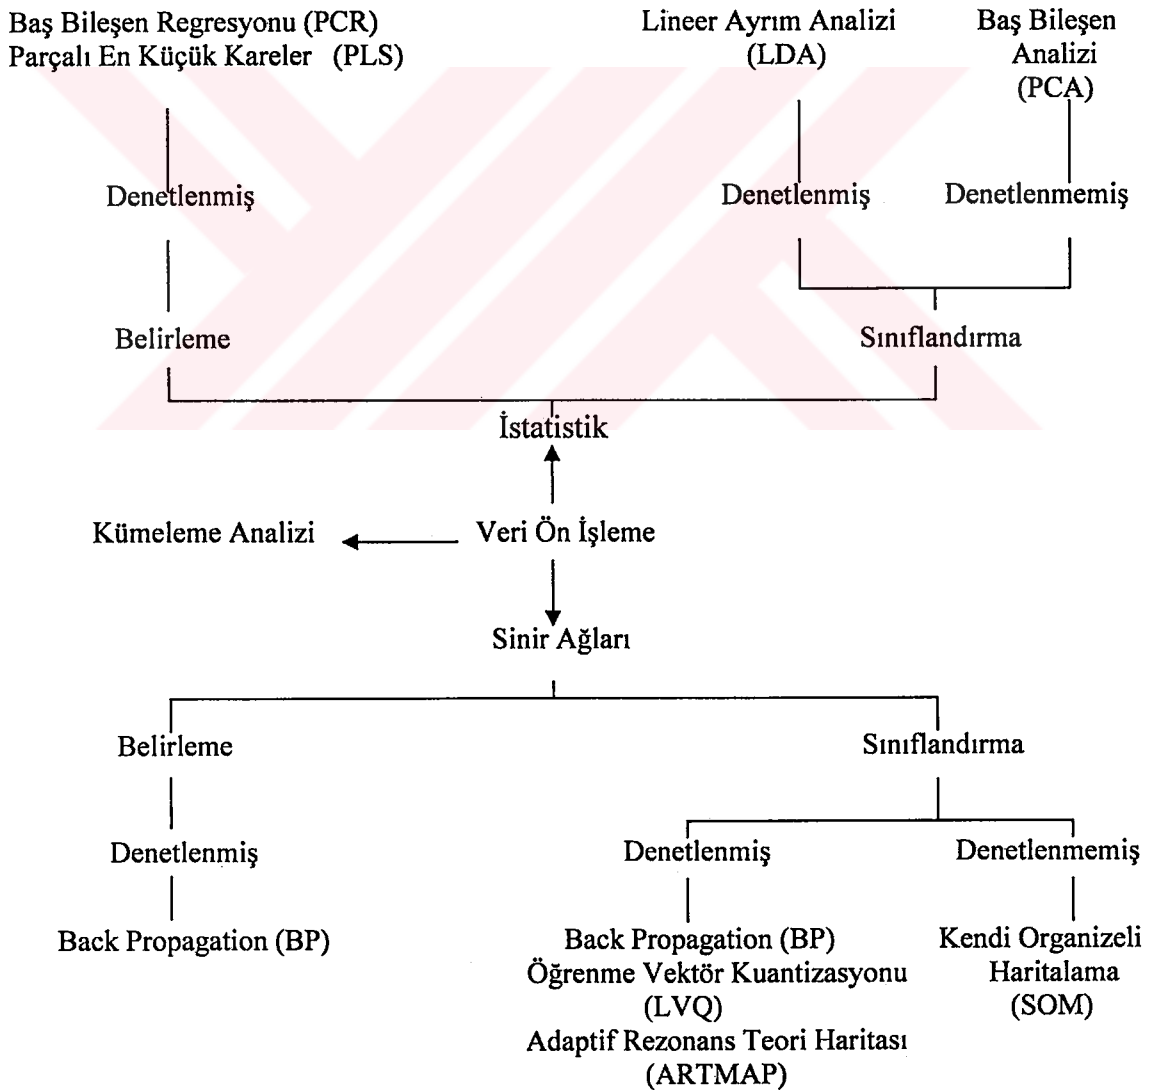 Baş Bileşen Regresyonu (PCR)
Parçalı En Küçük Kareler (PLS)
Lineer Ayrım Analizi
(LDA)
Baş Bileşen
Analizi
(PCA)
Denetlenmiş
Denetlenmiş
Denetlenmemiş
Belirleme
Sınıflandırma
İstatistik
Kümeleme Analizi
Veri Ön İşleme
Sinir Ağları
Belirleme
Sınıflandırma
Denetlenmiş
Denetlenmiş
Denetlenmemiş
Back Propagation (BP)
Back Propagation (BP)
Öğrenme Vektör Kuantizasyonu
(LVQ)
Adaptif Rezonans Teori Haritası
(ARTMAP)
Kendi Organizeli
Haritalama
(SOM)